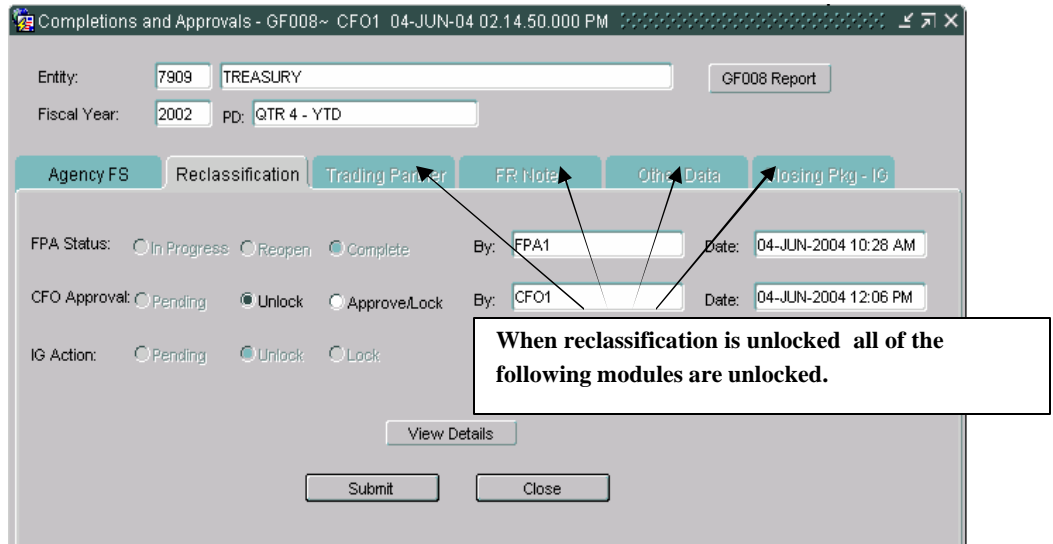 Completions and Approvals - GF008~ CFO1 04-JUN-04 02.14.50.000 PM
Entity: 7909 TREASURY GF008 Report
Fiscal Year: 2002 PD: QTR 4 - YTD
Agency FS Reclassification Trading Partner FR Notes Other Data Closing Pkg - IG
FPA Status: In Progress Reopen Complete By: FPA1 Date: 04-JUN-2004 10:28 AM
CFO Approval: Pending Unlock Approve/Lock By: CFO1 Date: 04-JUN-2004 12:06 PM
When reclassification is unlocked all of the
following modules are unlocked.
IG Action: Pending Unlock Lock
View Details
Submit Close